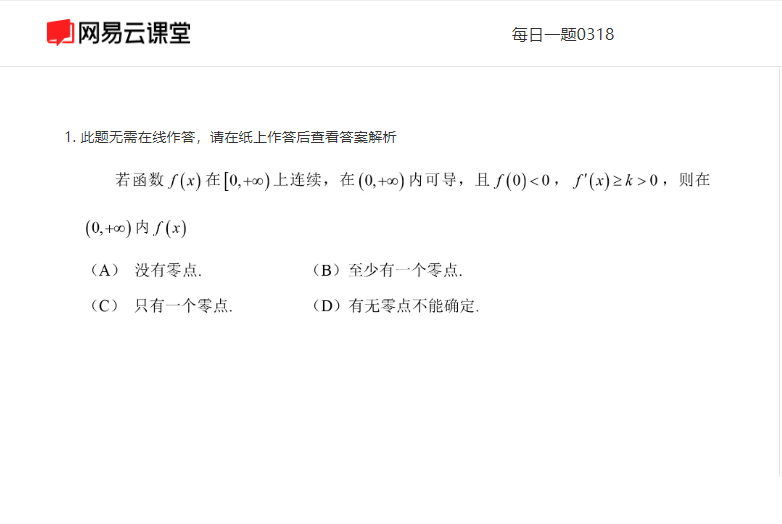 网易云课堂
每日一题0318
1. 此题无需在线作答，请在纸上作答后查看答案解析
若函数 f(x) 在 [0,+∞) 上连续，在 (0,+∞) 内可导，且 f(0)<0， f′(x)≥k>0，则在
(0,+∞) 内 f(x)
（A） 没有零点. （B）至少有一个零点.
（C） 只有一个零点. （D）有无零点不能确定.